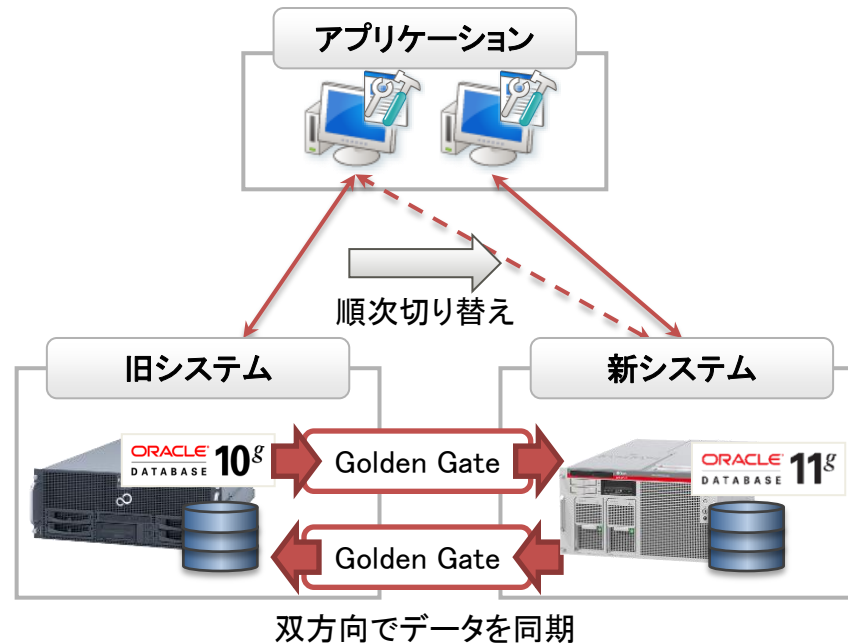 アプリケーション
順次切り替え
旧システム
新システム
ORACLE
DATABASE 10g
Golden Gate
ORACLE
DATABASE 11g
Golden Gate
双方向でデータを同期